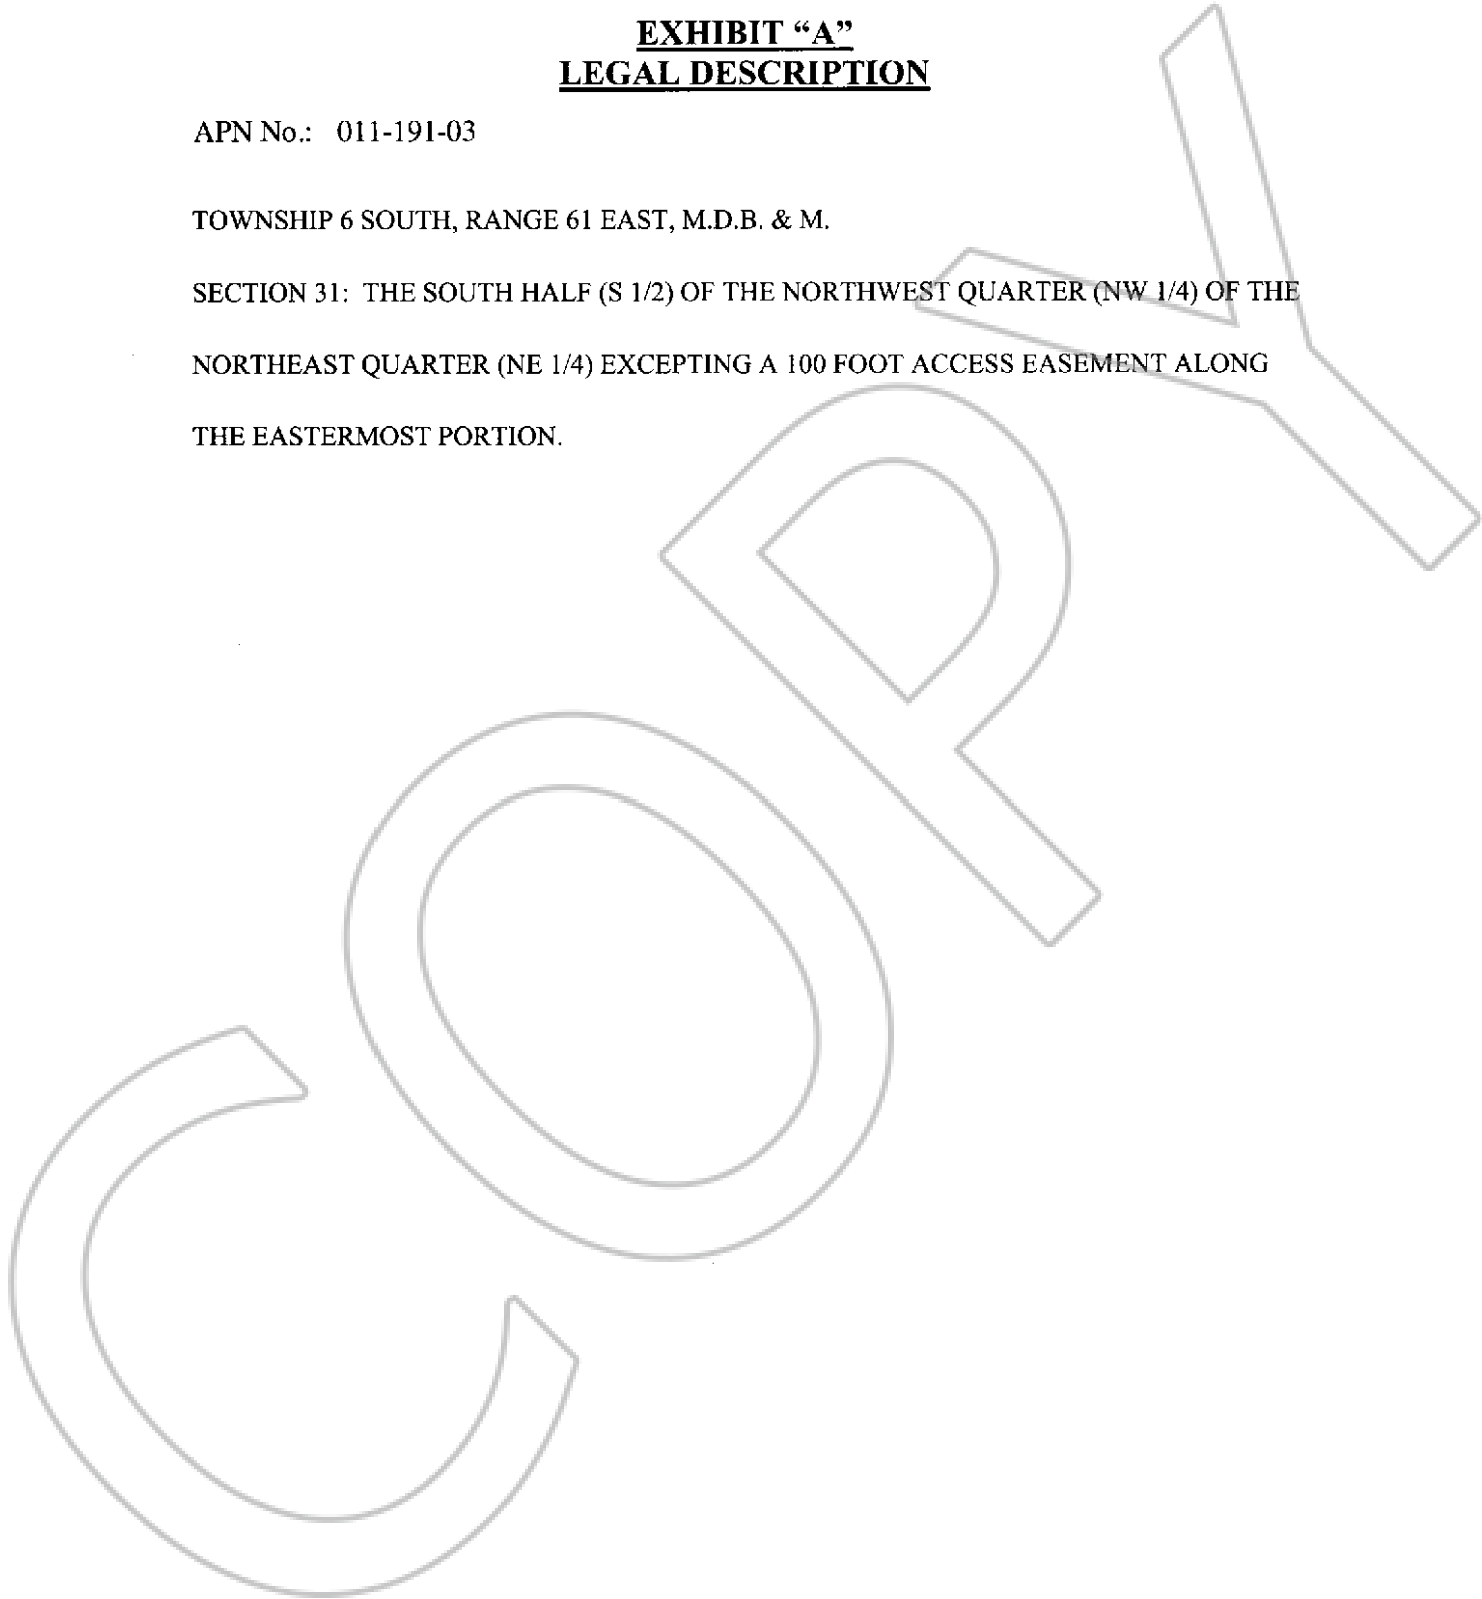 EXHIBIT “A”
LEGAL DESCRIPTION
APN No.: 011-191-03
TOWNSHIP 6 SOUTH, RANGE 61 EAST, M.D.B. & M.
SECTION 31: THE SOUTH HALF (S 1/2) OF THE NORTHWEST QUARTER (NW 1/4) OF THE
NORTHEAST QUARTER (NE 1/4) EXCEPTING A 100 FOOT ACCESS EASEMENT ALONG
THE EASTERMOST PORTION.
COPY